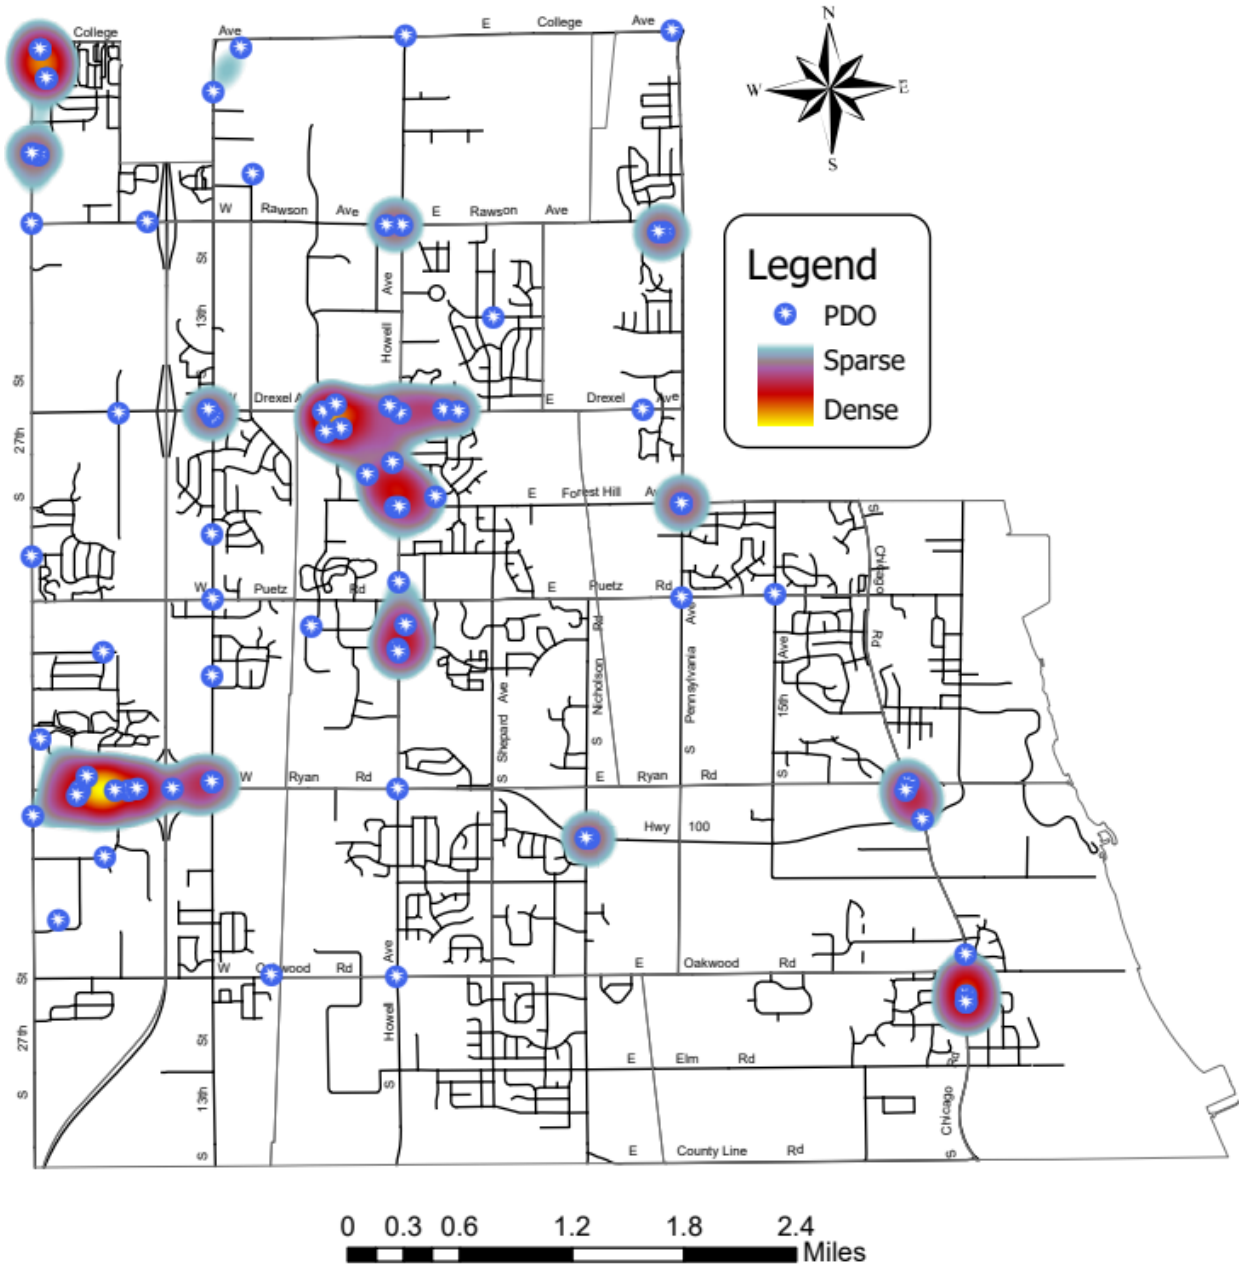 College Ave E College Ave
N
W E
S
W Rawson Ave E Rawson Ave
S 27th St
13th St
Howell Ave
Legend
PDO
Sparse
Dense
Drexel E Drexel Ave
E Forest Hill
W Puetz Rd E Puetz Rd
S Chicago Rd
S Shepard Ave
S Nicholson Rd
S Pennsylvania Ave
S 15th Ave
W Ryan Rd E Ryan Rd
Hwy 100
W Rd E Oakwood Rd
S 27th St
S 13th St
S Howell Ave
E Elm Rd
S Chicago Rd
E County Line Rd
0 0.3 0.6 1.2 1.8 2.4
Miles